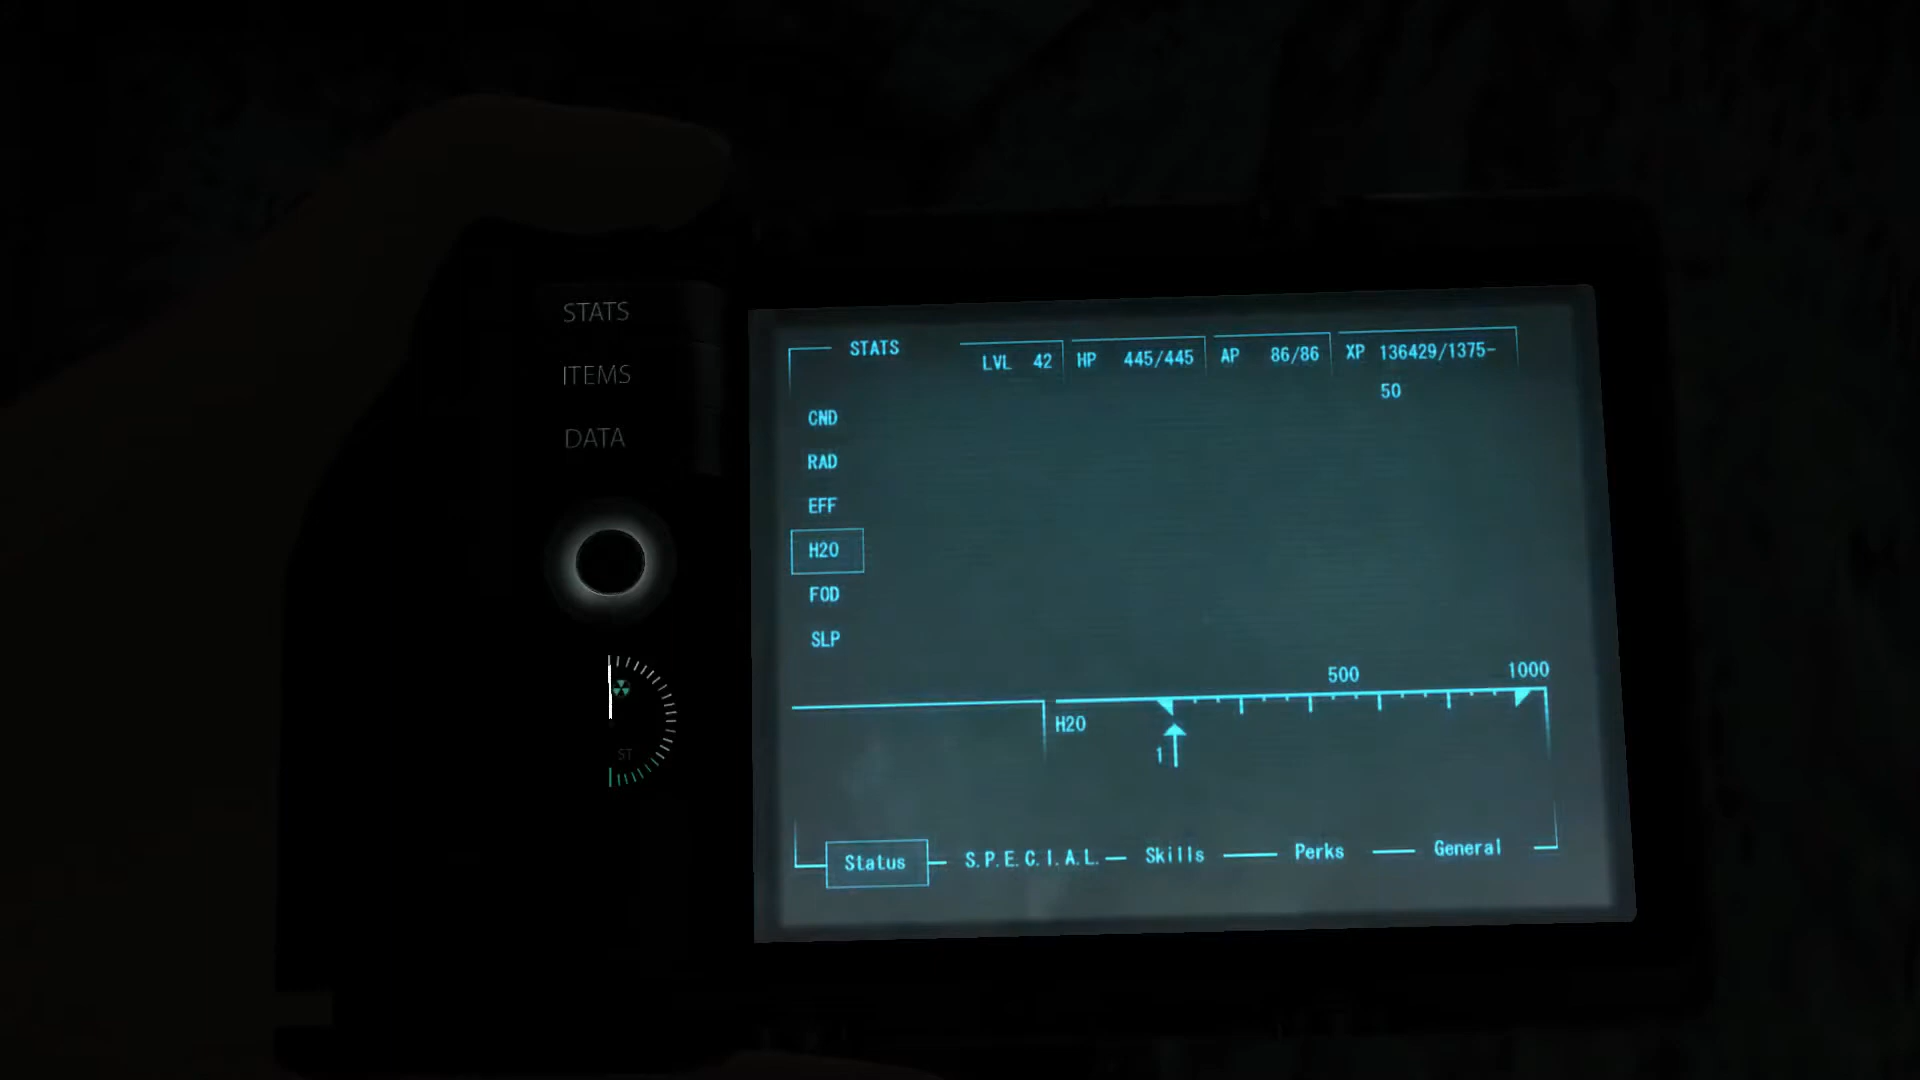 STATS
ITEMS
DATA
ST
STATS
LVL 42 HP 445/445 AP 86/86 XP 136429/1375-
50
CND
RAD
EFF
H2O
FOD
SLP
500 1000
H2O
1
Status S.P.E.C.I.A.L. Skills Perks General